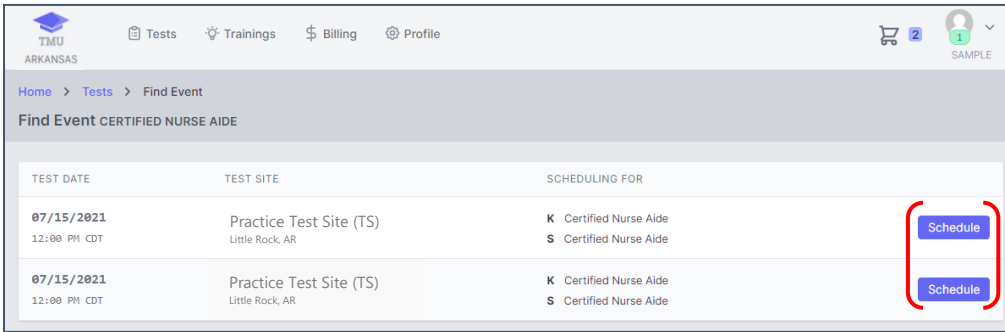 TMU
ARKANSAS
Tests Trainings $ Billing Profile
2
1
SAMPLE
Home > Tests > Find Event
Find Event CERTIFIED NURSE AIDE
TEST DATE TEST SITE SCHEDULING FOR
07/15/2021 Practice Test Site (TS) K Certified Nurse Aide
12:00 PM CDT Little Rock, AR S Certified Nurse Aide
Schedule
07/15/2021 Practice Test Site (TS) K Certified Nurse Aide
12:00 PM CDT Little Rock, AR S Certified Nurse Aide
Schedule